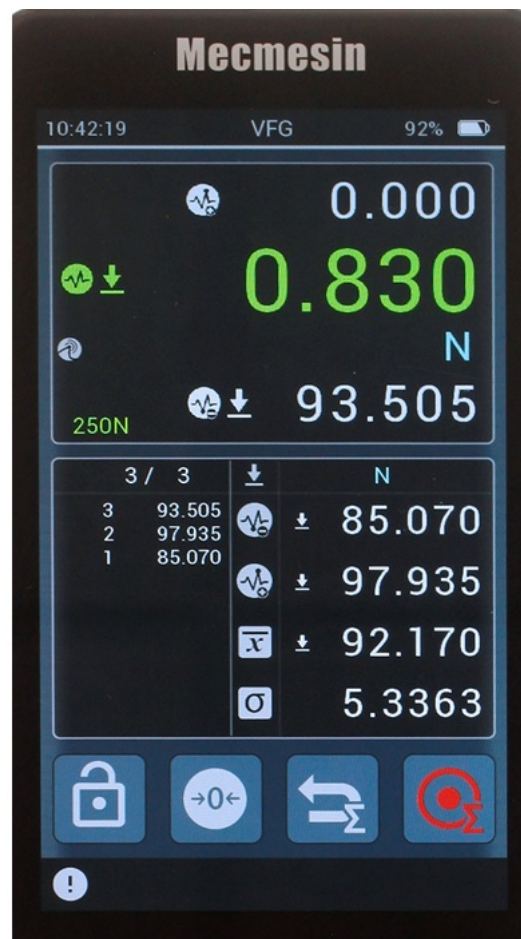 Mecmesin
10:42:19 VFG 92%
0.000
0.830
N
93.505
250N
3 / 3 N
3 93.505
2 97.935
1 85.070
85.070
97.935
x 92.170
σ 5.3363
→0← Σ Σ
!